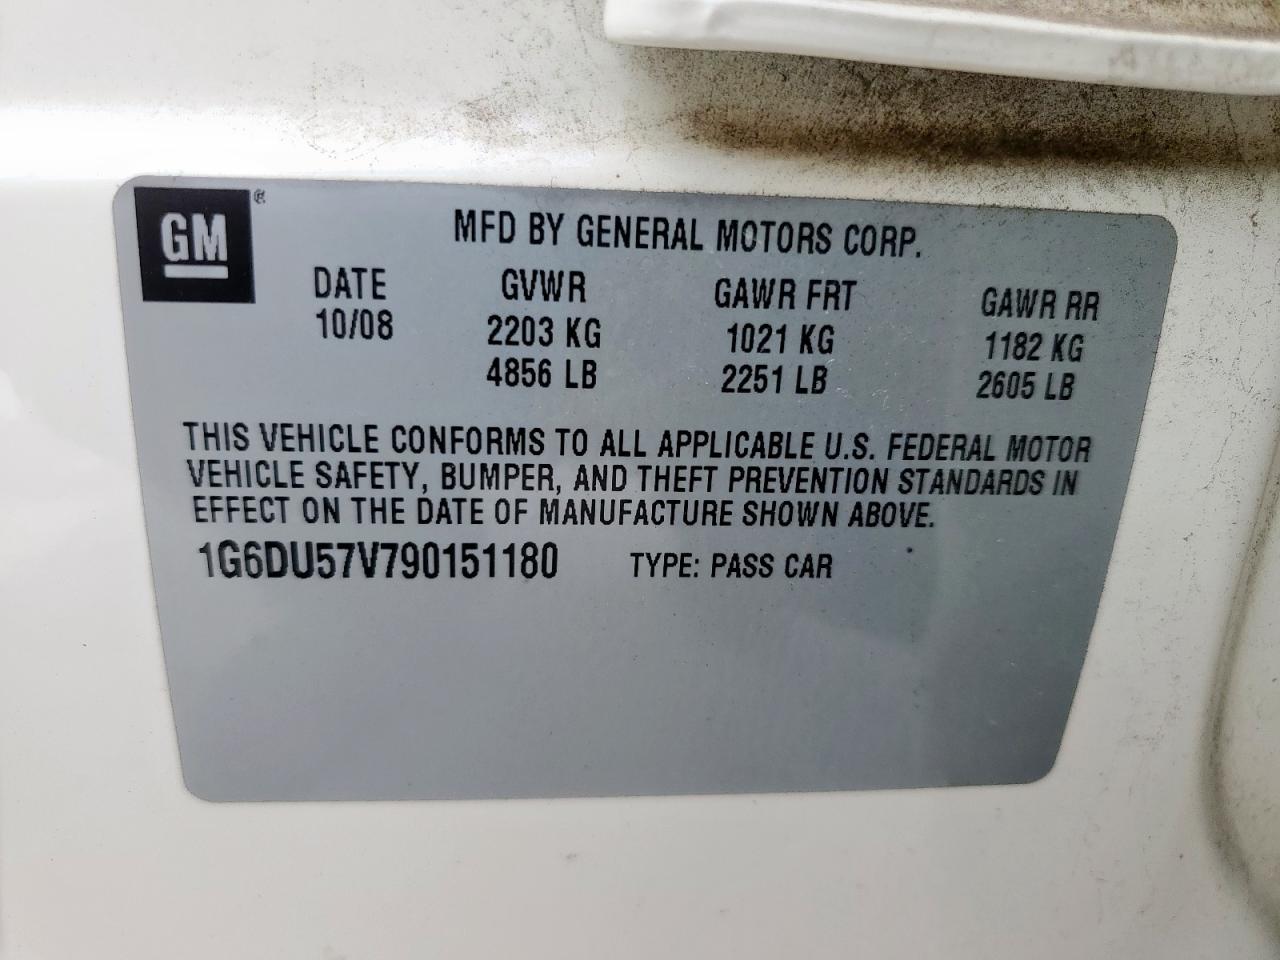 GM ®
MFD BY GENERAL MOTORS CORP.
DATE GVWR GAWR FRT GAWR RR
10/08 2203 KG 1021 KG 1182 KG
4856 LB 2251 LB 2605 LB
THIS VEHICLE CONFORMS TO ALL APPLICABLE U.S. FEDERAL MOTOR
VEHICLE SAFETY, BUMPER, AND THEFT PREVENTION STANDARDS IN
EFFECT ON THE DATE OF MANUFACTURE SHOWN ABOVE.
1G6DU57V790151180 TYPE: PASS CAR